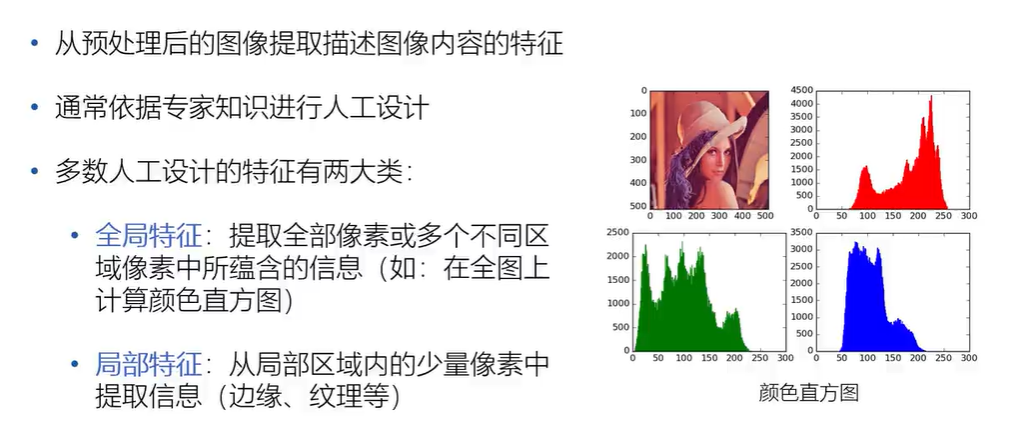 • 从预处理后的图像提取描述图像内容的特征
• 通常依据专家知识进行人工设计
• 多数人工设计的特征有两大类：
• 全局特征：提取全部像素或多个不同区
域像素中所蕴含的信息（如：在全图上
计算颜色直方图）
• 局部特征：从局部区域内的少量像素中
提取信息（边缘、纹理等）
0
100
200
300
400
500
0 100 200 300 400 500
4500
4000
3500
3000
2500
2000
1500
1000
500
0
0 50 100 150 200 250 300
2500
2000
1500
1000
500
0
0 50 100 150 200 250 300
3500
3000
2500
2000
1500
1000
500
0
0 50 100 150 200 250 300
颜色直方图